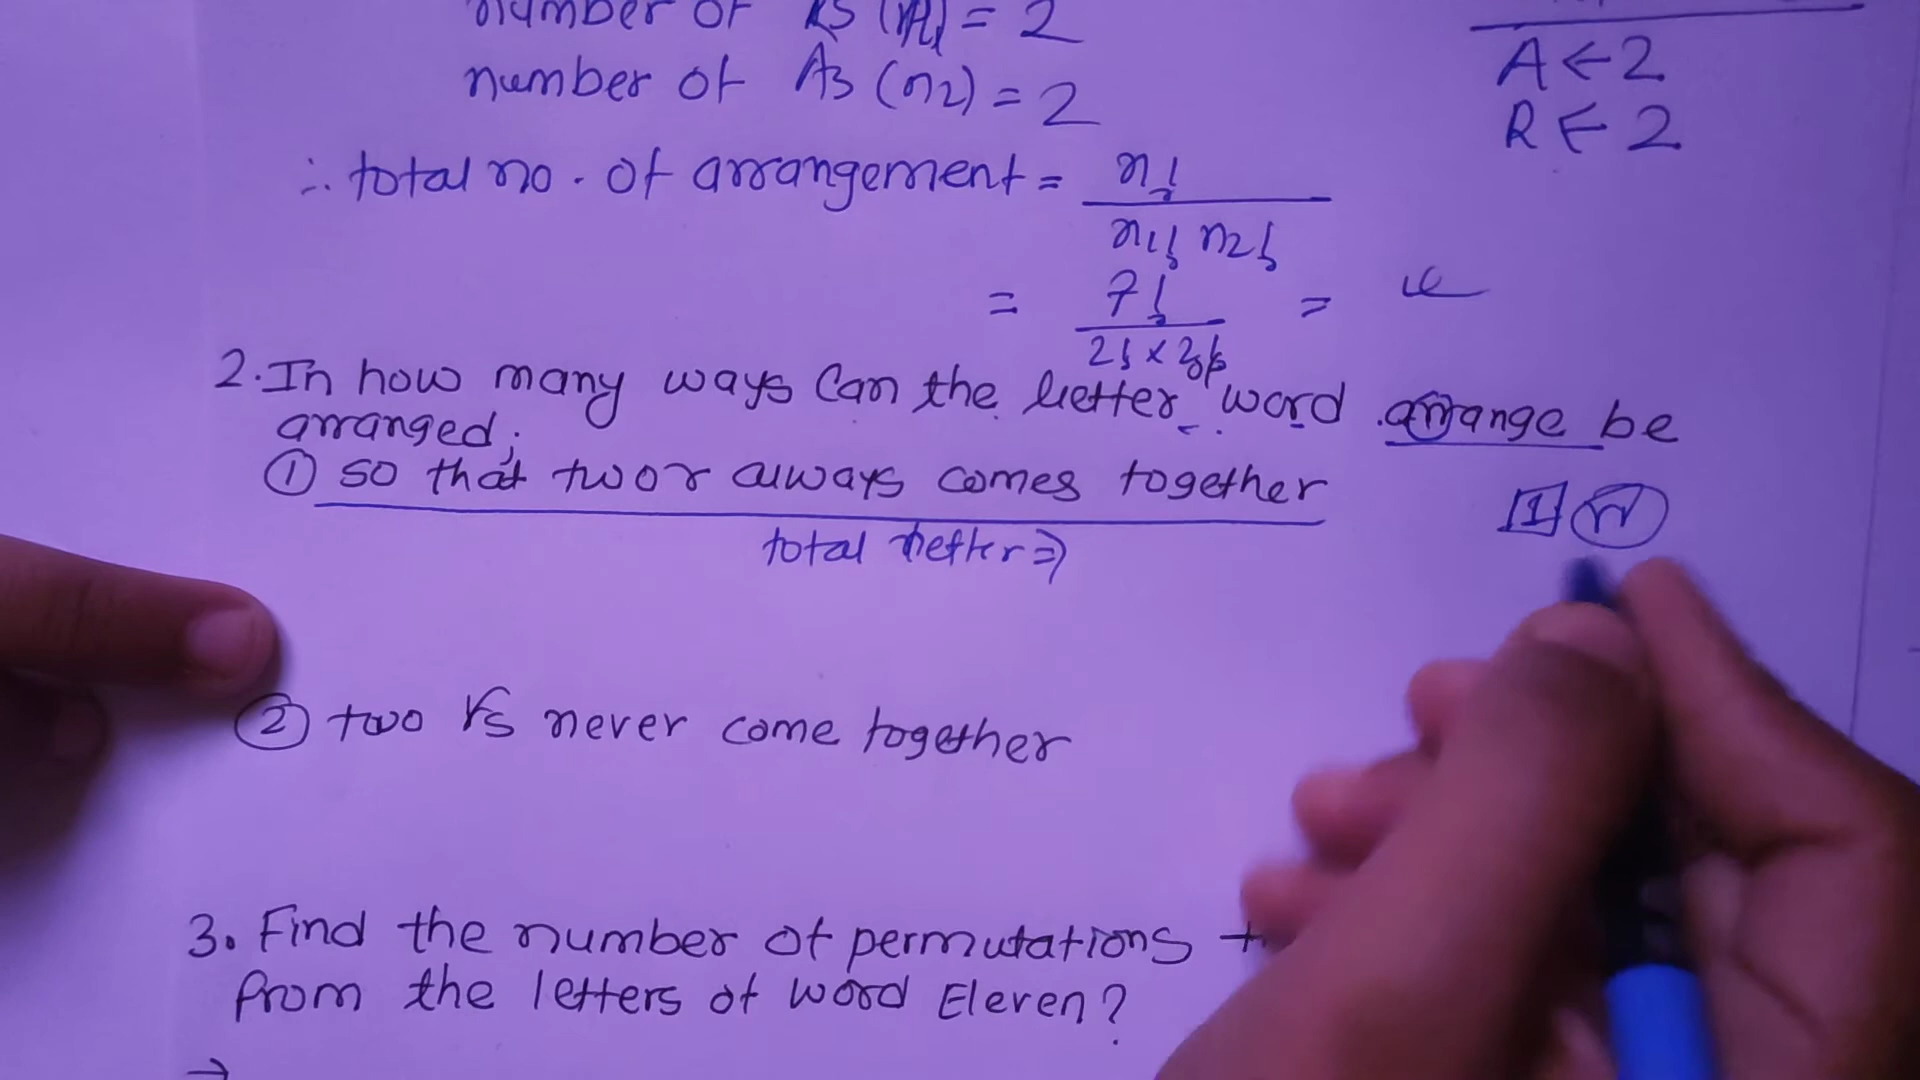 number of Rs (n1) = 2
number of As (n2) = 2
A ← 2
R ← 2
∴ total no. of arrangement = n!
n1! n2!
= 7! =
2! × 2!
2. In how many ways can the letter word arrange be
arranged;
① so that two r always comes together
1 rr
total letter ⇒
② two rs never come together
3. Find the number of permutations
from the letters of word Eleven?
→